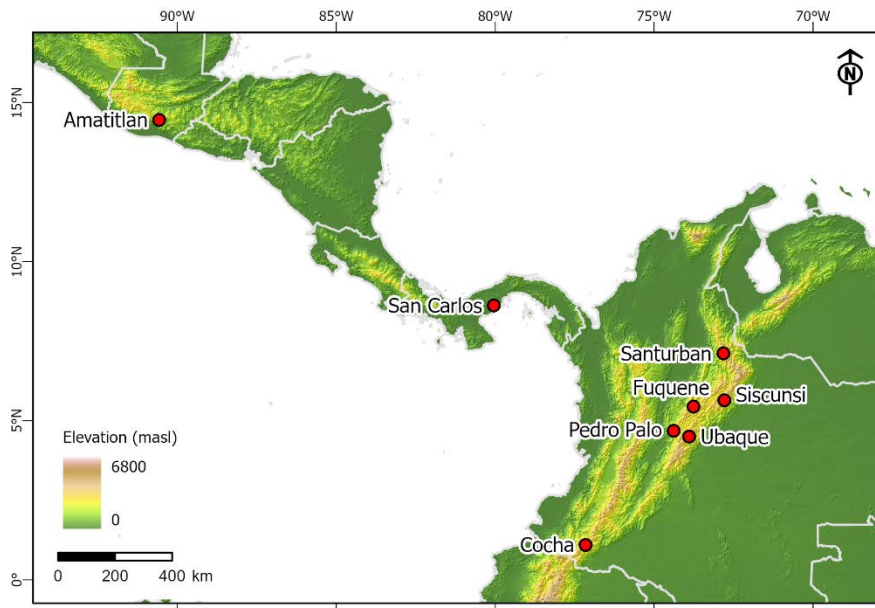 90°W 85°W 80°W 75°W 70°W
N
15°N
Amatitlan
10°N
San Carlos
Santurban
Fuquene
Siscunsi
5°N
Pedro Palo
Ubaque
Elevation (masl)
6800
0
Cocha
0 200 400 km
0°